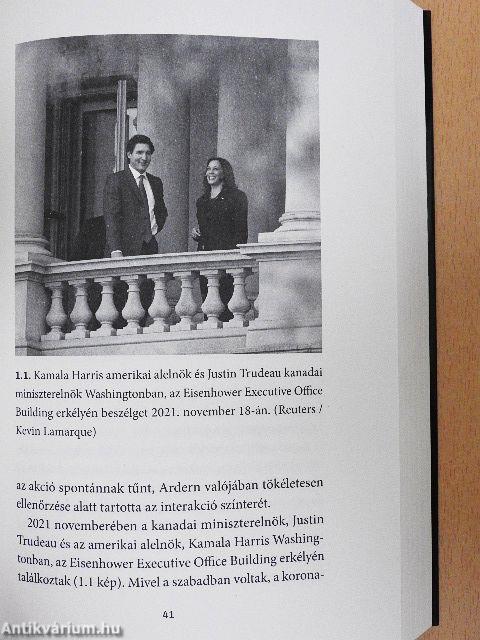 1.1. Kamala Harris amerikai alelnök és Justin Trudeau kanadai
miniszterelnök Washingtonban, az Eisenhower Executive Office
Building erkélyén beszélget 2021. november 18-án. (Reuters /
Kevin Lamarque)
az akció spontánnak tűnt, Ardern valójában tökéletesen
ellenőrzése alatt tartotta az interakció színterét.
2021 novemberében a kanadai miniszterelnök, Justin
Trudeau és az amerikai alelnök, Kamala Harris Washing-
tonban, az Eisenhower Executive Office Building erkélyén
találkoztak (1.1 kép). Mivel a szabadban voltak, a korona-
41
Antikvárium.hu